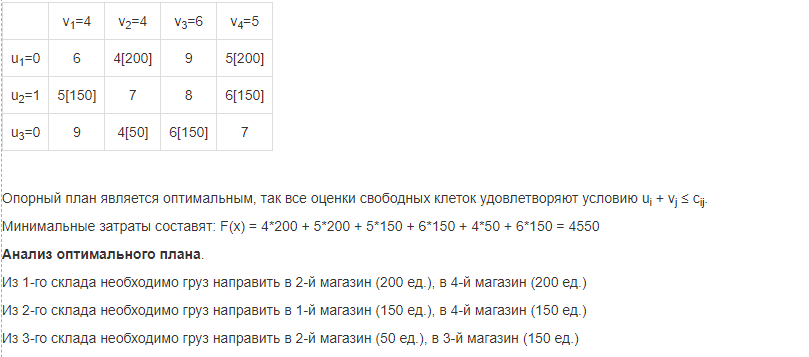 v1=4 v2=4 v3=6 v4=5
u1=0 6 4[200] 9 5[200]
u2=1 5[150] 7 8 6[150]
u3=0 9 4[50] 6[150] 7
Опорный план является оптимальным, так все оценки свободных клеток удовлетворяют условию ui + vj ≤ cij.
Минимальные затраты составят: F(x) = 4*200 + 5*200 + 5*150 + 6*150 + 4*50 + 6*150 = 4550
Анализ оптимального плана.
Из 1-го склада необходимо груз направить в 2-й магазин (200 ед.), в 4-й магазин (200 ед.)
Из 2-го склада необходимо груз направить в 1-й магазин (150 ед.), в 4-й магазин (150 ед.)
Из 3-го склада необходимо груз направить в 2-й магазин (50 ед.), в 3-й магазин (150 ед.)